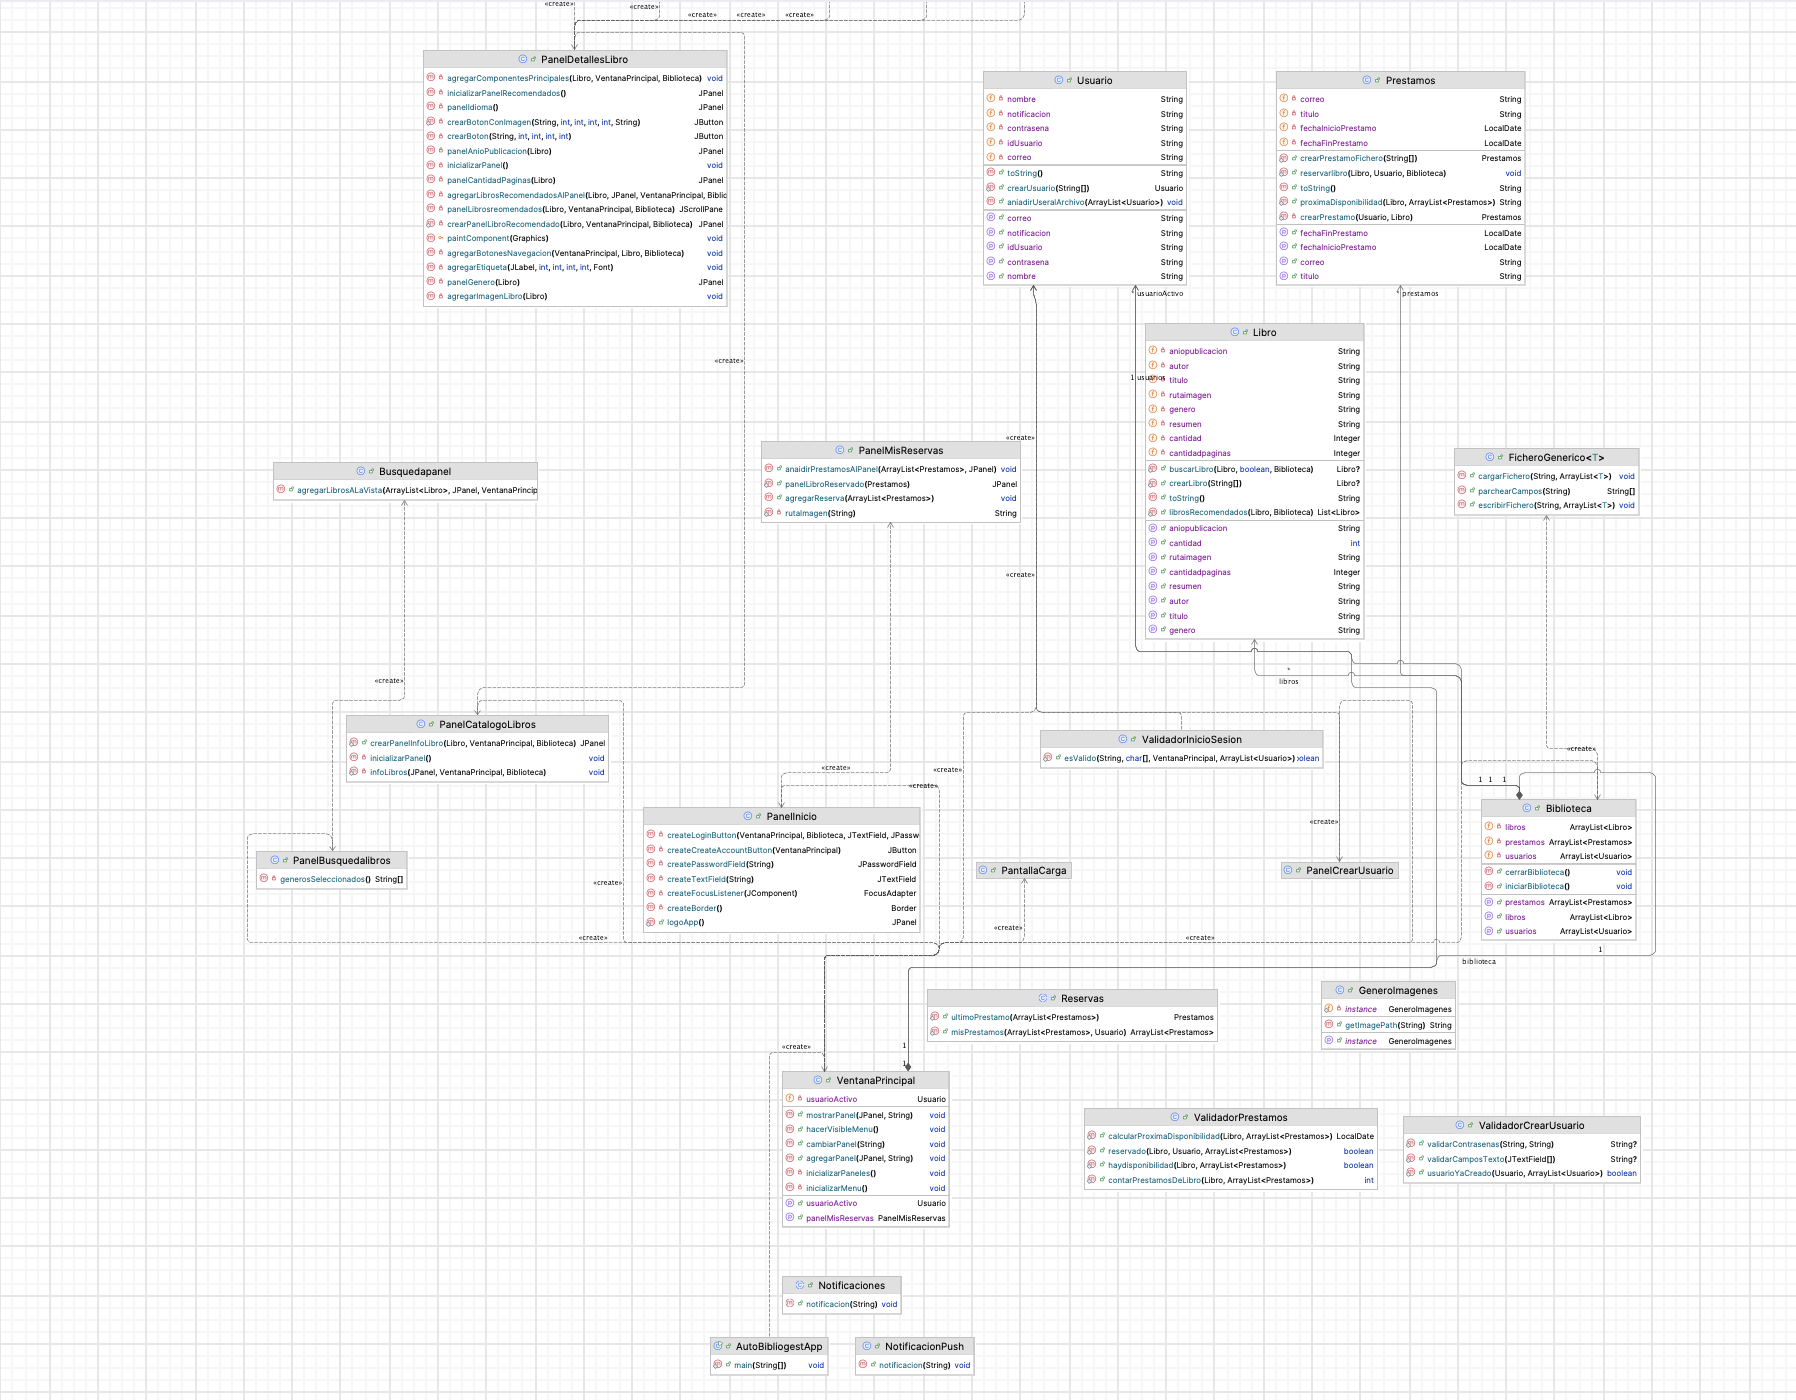 «create»
«create»
«create»
«create»
«create»
PanelDetallesLibro
agregarComponentesPrincipales(Libro, VentanaPrincipal, Biblioteca) void
inicializarPanelRecomendados() JPanel
panelIdioma() JPanel
crearBotonConImagen(String, int, int, int, int, String) JButton
crearBoton(String, int, int, int, int) JButton
panelAnioPublicacion(Libro) JPanel
inicializarPanel() void
panelCantidadPaginas(Libro) JPanel
agregarLibrosRecomendadosAlPanel(Libro, JPanel, VentanaPrincipal, Biblic
panelLibrosreomendados(Libro, VentanaPrincipal, Biblioteca) JScrollPane
crearPanelLibroRecomendado(Libro, VentanaPrincipal, Biblioteca) JPanel
paintComponent(Graphics) void
agregarBotonesNavegacion(VentanaPrincipal, Libro, Biblioteca) void
agregarEtiqueta(JLabel, int, int, int, int, Font) void
panelGenero(Libro) JPanel
agregarImagenLibro(Libro) void
Usuario
nombre String
notificacion String
contrasena String
idUsuario String
correo String
toString() String
crearUsuario(String[]) Usuario
aniadirUseralArchivo(ArrayList<Usuario>) void
correo String
notificacion String
idUsuario String
contrasena String
nombre String
Prestamos
correo String
titulo String
fechaInicioPrestamo LocalDate
fechaFinPrestamo LocalDate
crearPrestamoFichero(String[]) Prestamos
reservarlibro(Libro, Usuario, Biblioteca) void
toString() String
proximaDisponibilidad(Libro, ArrayList<Prestamos>) String
crearPrestamo(Usuario, Libro) Prestamos
fechaFinPrestamo LocalDate
fechaInicioPrestamo LocalDate
correo String
titulo String
usuarioActivo
* prestamos
Libro
aniopublicacion String
autor String
titulo String
rutaimagen String
genero String
resumen String
cantidad Integer
cantidadpaginas Integer
buscarLibro(Libro, boolean, Biblioteca) Libro?
crearLibro(String[]) Libro?
toString() String
librosRecomendados(Libro, Biblioteca) List<Libro>
aniopublicacion String
cantidad int
rutaimagen String
cantidadpaginas Integer
resumen String
autor String
titulo String
genero String
1 usuarios
«create»
«create»
«create»
PanelMisReservas
anaidirPrestamosAlPanel(ArrayList<Prestamos>, JPanel) void
panelLibroReservado(Prestamos) JPanel
agregarReserva(ArrayList<Prestamos>) void
rutaImagen(String) String
Busquedapanel
agregarLibrosALaVista(ArrayList<Libro>, JPanel, VentanaPrincip
FicheroGenerico<T>
cargarFichero(String, ArrayList<T>) void
parchearCampos(String) String[]
escribirFichero(String, ArrayList<T>) void
«create»
*
libros
PanelCatalogoLibros
crearPanelInfoLibro(Libro, VentanaPrincipal, Biblioteca) JPanel
inicializarPanel() void
infoLibros(JPanel, VentanaPrincipal, Biblioteca) void
ValidadorInicioSesion
esValido(String, char[], VentanaPrincipal, ArrayList<Usuario>) olean
«create»
«create»
«create»
«create»
1 1 1
PanelInicio
createLoginButton(VentanaPrincipal, Biblioteca, JTextField, JPassw
createCreateAccountButton(VentanaPrincipal) JButton
createPasswordField(String) JPasswordField
createTextField(String) JTextField
createFocusListener(JComponent) FocusAdapter
createBorder() Border
logoApp() JPanel
Biblioteca
libros ArrayList<Libro>
prestamos ArrayList<Prestamos>
usuarios ArrayList<Usuario>
cerrarBiblioteca() void
iniciarBiblioteca() void
prestamos ArrayList<Prestamos>
libros ArrayList<Libro>
usuarios ArrayList<Usuario>
«create»
PanelBusquedalibros
generosSeleccionados() String[]
PantallaCarga
PanelCrearUsuario
«create»
«create»
«create»
«create»
1
biblioteca
Reservas
ultimoPrestamo(ArrayList<Prestamos>) Prestamos
misPrestamos(ArrayList<Prestamos>, Usuario) ArrayList<Prestamos>
GeneroImagenes
instance GeneroImagenes
getImagePath(String) String
instance GeneroImagenes
«create»
1
1
VentanaPrincipal
usuarioActivo Usuario
mostrarPanel(JPanel, String) void
hacerVisibleMenu() void
cambiarPanel(String) void
agregarPanel(JPanel, String) void
inicializarPaneles() void
inicializarMenu() void
usuarioActivo Usuario
panelMisReservas PanelMisReservas
ValidadorPrestamos
calcularProximaDisponibilidad(Libro, ArrayList<Prestamos>) LocalDate
reservado(Libro, Usuario, ArrayList<Prestamos>) boolean
haydisponibilidad(Libro, ArrayList<Prestamos>) boolean
contarPrestamosDeLibro(Libro, ArrayList<Prestamos>) int
ValidadorCrearUsuario
validarContrasenas(String, String) String?
validarCamposTexto(JTextField[]) String?
usuarioYaCreado(Usuario, ArrayList<Usuario>) boolean
Notificaciones
notificacion(String) void
AutoBibliogestApp
main(String[]) void
NotificacionPush
notificacion(String) void